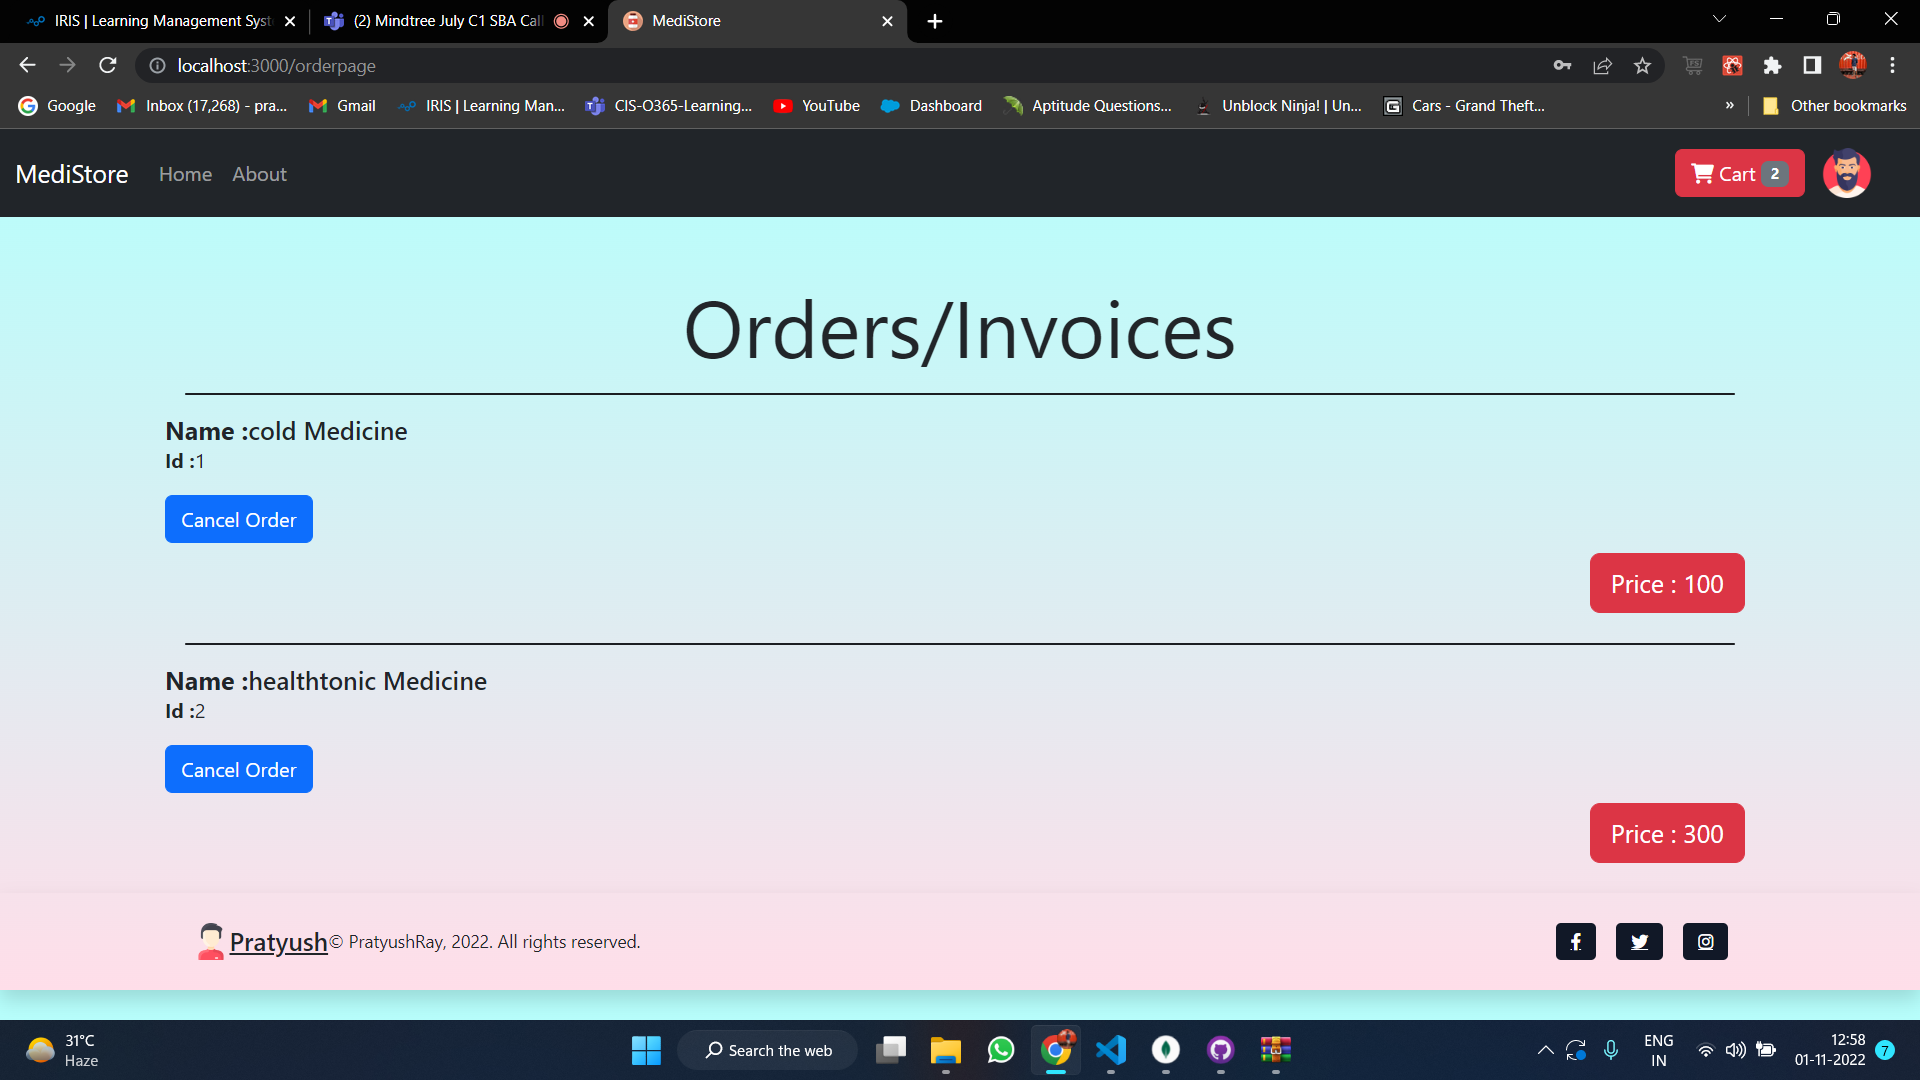 IRIS | Learning Management Syst
(2) Mindtree July C1 SBA Call
MediStore
localhost:3000/orderpage
Google
Inbox (17,268) - pra...
Gmail
IRIS | Learning Man...
CIS-O365-Learning...
YouTube
Dashboard
Aptitude Questions...
Unblock Ninja! | Un...
Cars - Grand Theft...
»
Other bookmarks
MediStore
Home
About
Cart 2
Orders/Invoices
Name :cold Medicine
Id :1
Cancel Order
Price : 100
Name :healthtonic Medicine
Id :2
Cancel Order
Price : 300
Pratyush© PratyushRay, 2022. All rights reserved.
31°C
Haze
Search the web
ENG
IN
12:58
01-11-2022
7